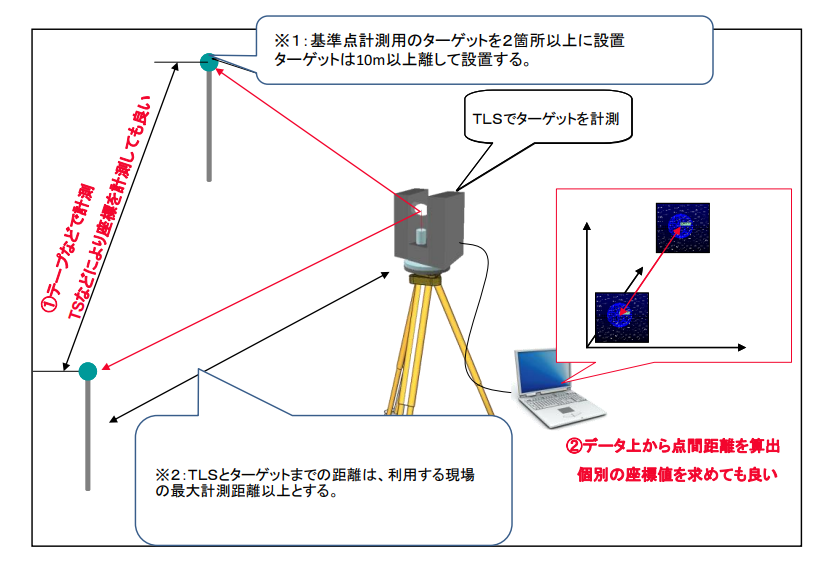 ※１：基準点計測用のターゲットを２箇所以上に設置
ターゲットは10m以上離して設置する。
TLSでターゲットを計測
①テープなどで計測
TSなどにより座標を計測しても良い
※２：TLSとターゲットまでの距離は、利用する現場
の最大計測距離以上とする。
②データ上から点間距離を算出
個別の座標値を求めても良い